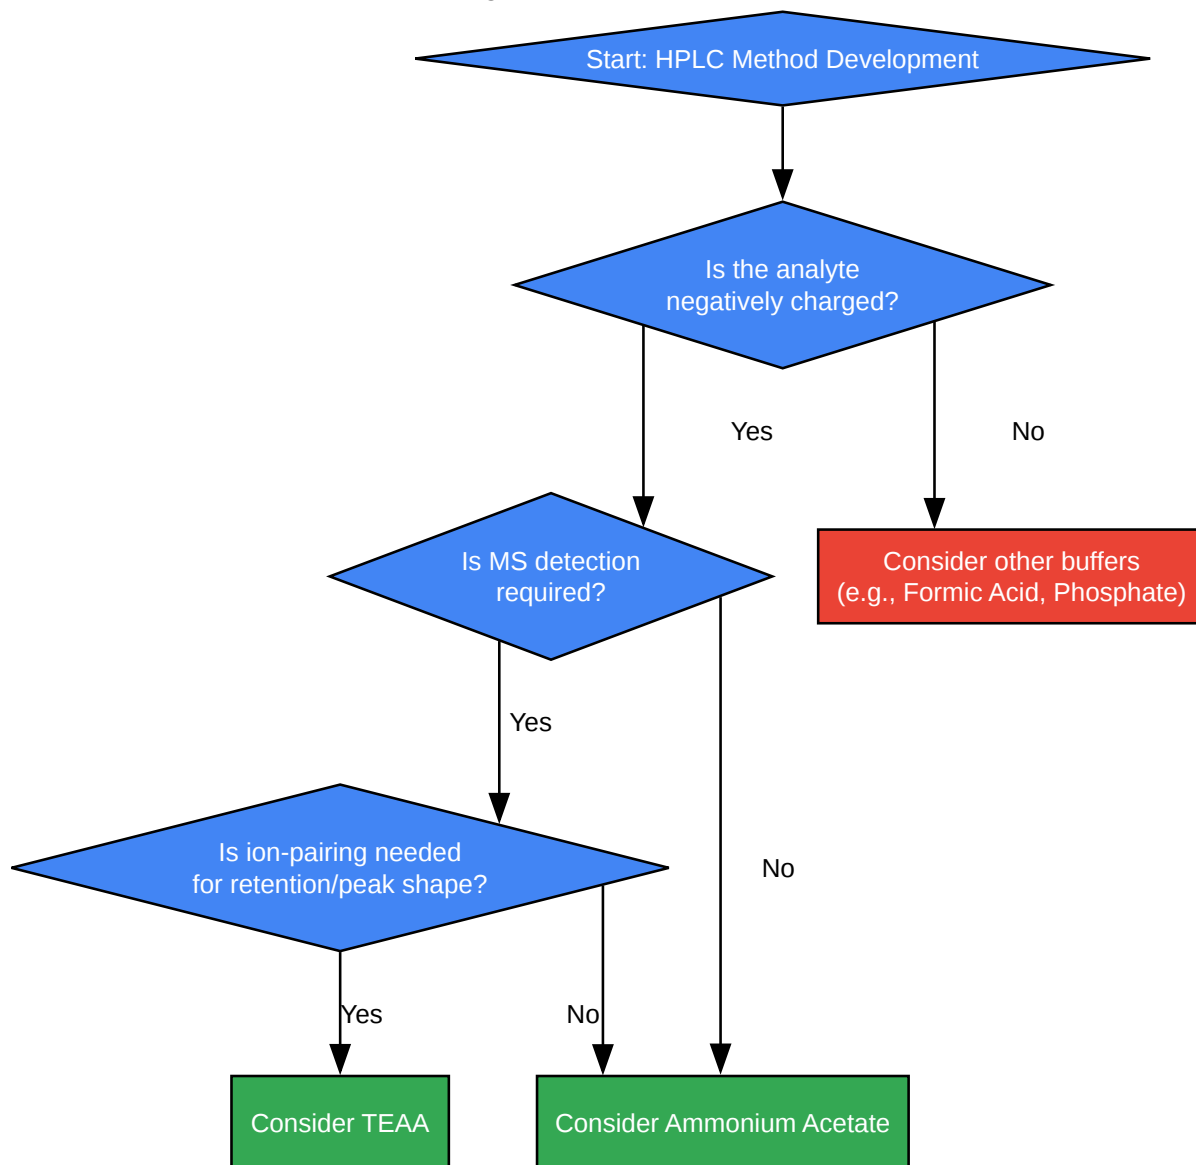 Start: HPLC Method Development
Is the analyte
negatively charged?
Yes
No
Is MS detection
required?
Consider other buffers
(e.g., Formic Acid, Phosphate)
Yes
Is ion-pairing needed
for retention/peak shape?
No
Yes
No
Consider TEAA
Consider Ammonium Acetate